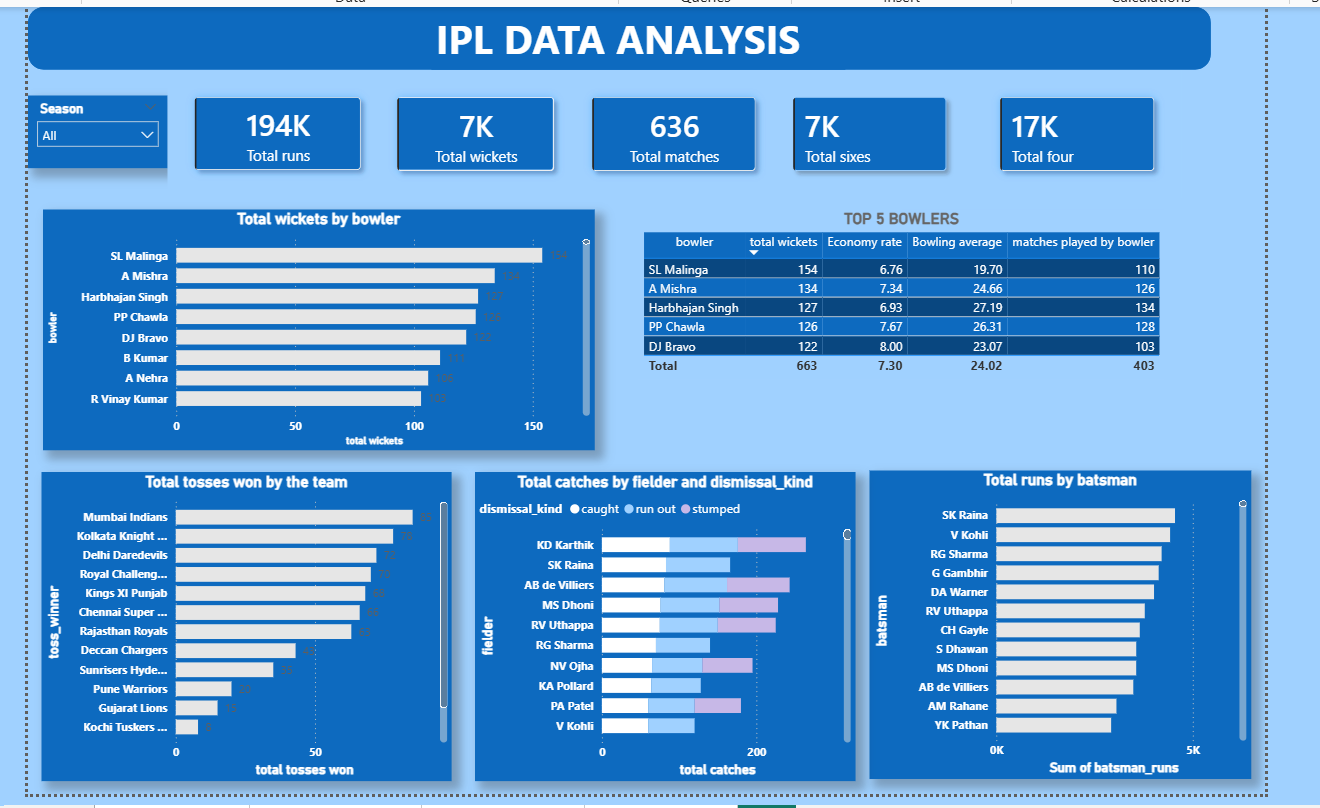 Data Queries Insert Calculations
IPL DATA ANALYSIS
Season
All
194K
Total runs
7K
Total wickets
636
Total matches
7K
Total sixes
17K
Total four
Total wickets by bowler
bowler
SL Malinga 154
A Mishra 134
Harbhajan Singh 127
PP Chawla 126
DJ Bravo 122
B Kumar
A Nehra
R Vinay Kumar
0 50 100 150
total wickets
TOP 5 BOWLERS
bowler total wickets Economy rate Bowling average matches played by bowler
SL Malinga 154 6.76 19.70 110
A Mishra 134 7.34 24.66 126
Harbhajan Singh 127 6.93 27.19 134
PP Chawla 126 7.67 26.31 128
DJ Bravo 122 8.00 23.07 103
Total 663 7.30 24.02 403
Total tosses won by the team
toss_winner
Mumbai Indians
Kolkata Knight ...
Delhi Daredevils
Royal Challeng...
Kings XI Punjab
Chennai Super ...
Rajasthan Royals
Deccan Chargers
Sunrisers Hyde...
Pune Warriors
Gujarat Lions
Kochi Tuskers ...
0 50
total tosses won
Total catches by fielder and dismissal_kind
dismissal_kind caught run out stumped
fielder
KD Karthik
SK Raina
AB de Villiers
MS Dhoni
RV Uthappa
RG Sharma
NV Ojha
KA Pollard
PA Patel
V Kohli
0 200
total catches
Total runs by batsman
batsman
SK Raina
V Kohli
RG Sharma
G Gambhir
DA Warner
RV Uthappa
CH Gayle
S Dhawan
MS Dhoni
AB de Villiers
AM Rahane
YK Pathan
0K 5K
Sum of batsman_runs